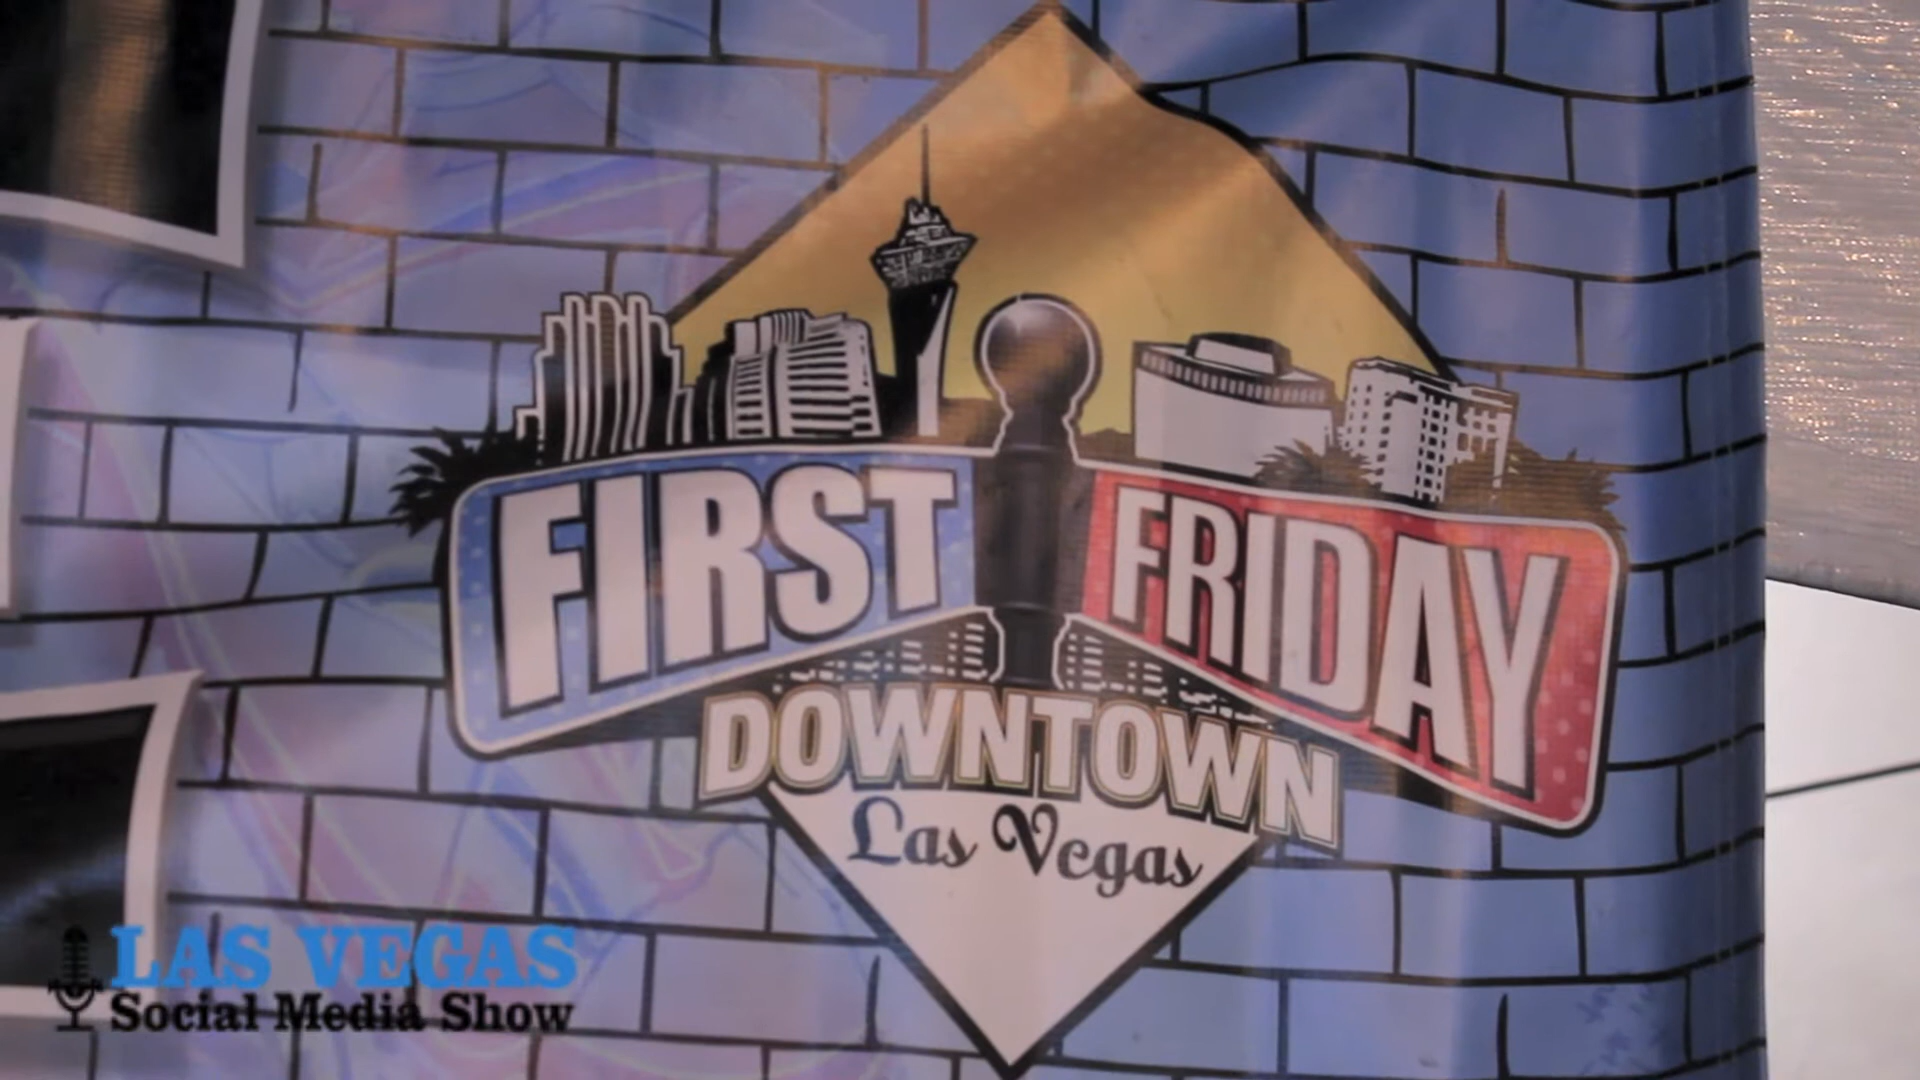 FIRST FRIDAY
DOWNTOWN
Las Vegas
LAS VEGAS
Social Media Show